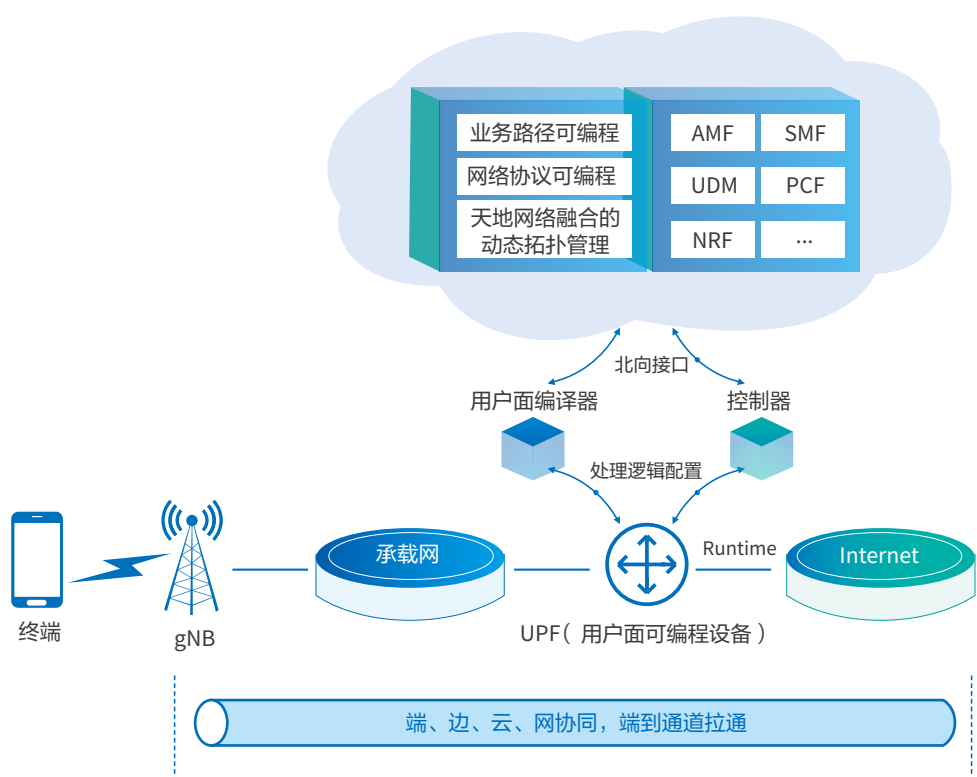 业务路径可编程
网络协议可编程
天地网络融合的
动态拓扑管理
AMF
SMF
UDM
PCF
NRF
...
北向接口
用户面编译器
控制器
处理逻辑配置
承载网
Runtime
Internet
终端
gNB
UPF（ 用户面可编程设备 ）
端、边、云、网协同，端到通道拉通